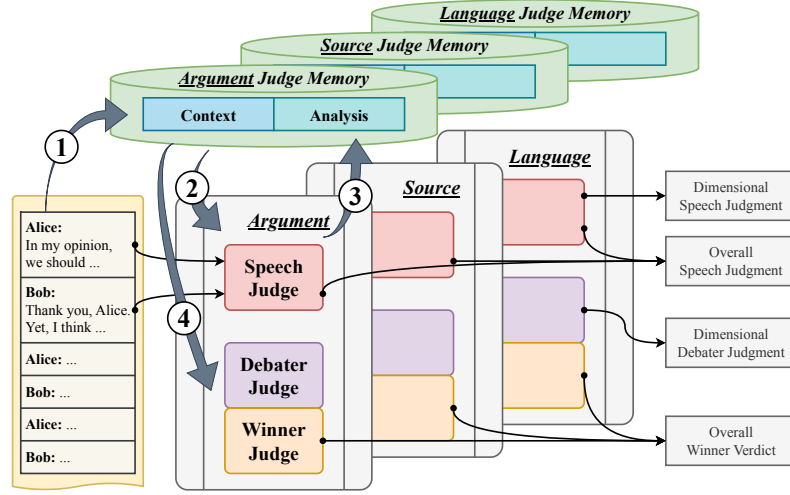 Language Judge Memory
Source Judge Memory
Argument Judge Memory
Context
Analysis
1
2
3
4
Language
Source
Argument
Alice:
In my opinion,
we should ...
Bob:
Thank you, Alice.
Yet, I think ...
Alice: ...
Bob: ...
Alice: ...
Bob: ...
Speech
Judge
Debater
Judge
Winner
Judge
Dimensional
Speech Judgment
Overall
Speech Judgment
Dimensional
Debater Judgment
Overall
Winner Verdict